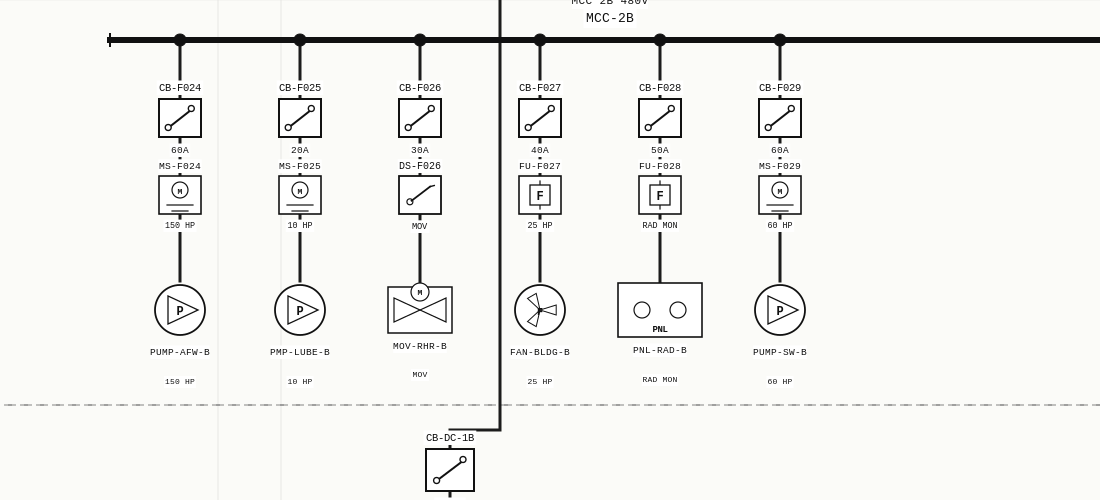 MCC 2B 480V
MCC-2B
CB-F024 CB-F025 CB-F026 CB-F027 CB-F028 CB-F029
60A 20A 30A 40A 50A 60A
MS-F024 MS-F025 DS-F026 FU-F027 FU-F028 MS-F029
M M F F M
150 HP 10 HP MOV 25 HP RAD MON 60 HP
M
P P P
PNL
PUMP-AFW-B PMP-LUBE-B MOV-RHR-B FAN-BLDG-B PNL-RAD-B PUMP-SW-B
150 HP 10 HP MOV 25 HP RAD MON 60 HP
CB-DC-1B